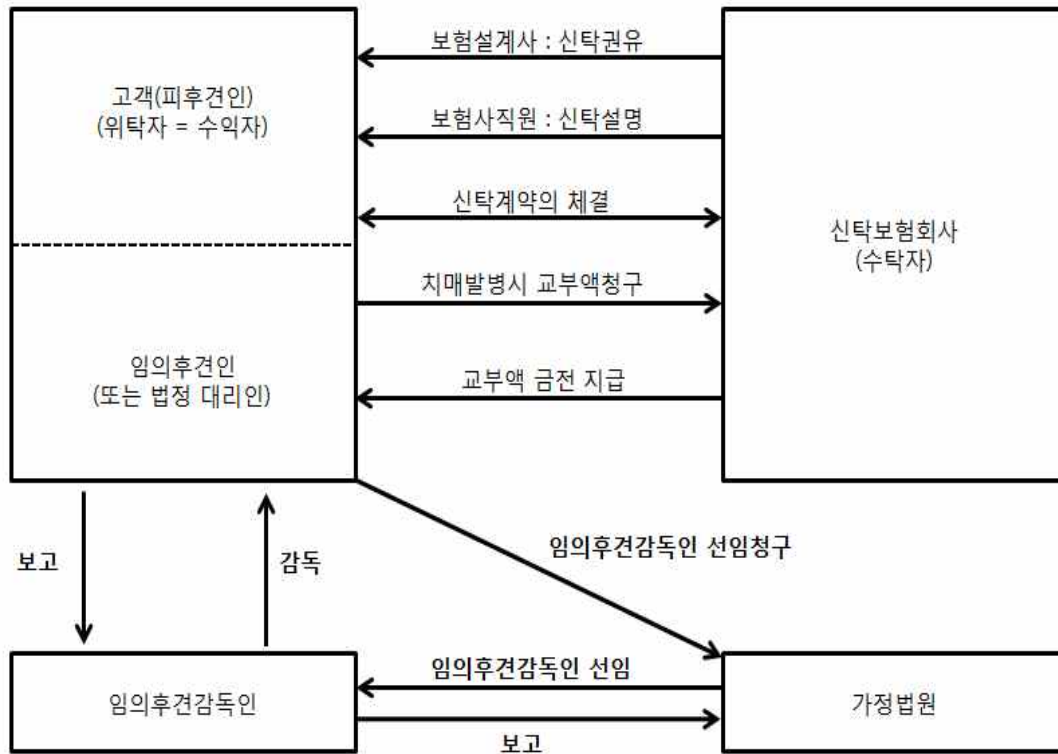 보험설계사 : 신탁권유
고객(피후견인)
(위탁자 = 수익자)
보험사직원 : 신탁설명
신탁계약의 체결
신탁보험회사
(수탁자)
치매발병시 교부액청구
임의후견인
(또는 법정 대리인)
교부액 금전 지급
보고
감독
임의후견감독인 선임청구
임의후견감독인 선임
임의후견감독인
가정법원
보고